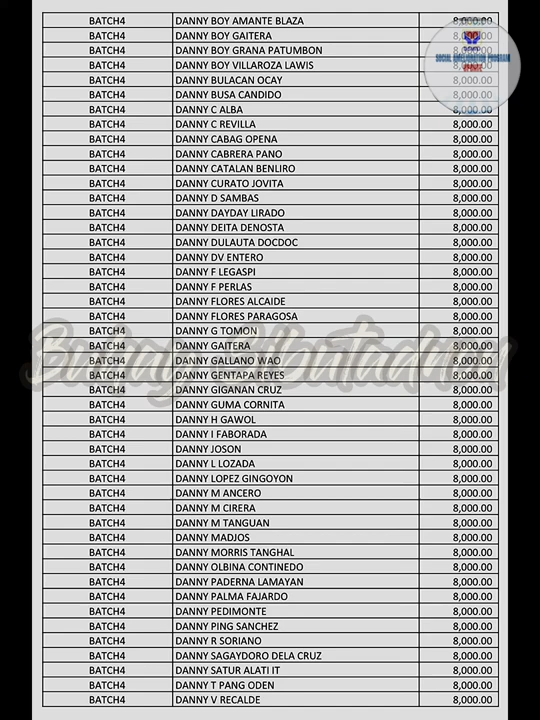 BATCH4 DANNY BOY AMANTE BLAZA 8,000.00
BATCH4 DANNY BOY GAITERA
BATCH4 DANNY BOY GRANA PATUMBON
BATCH4 DANNY BOY VILLAROZA LAWIS
SOCIAL AMELIORATION PROGRAM
UPDATE
BATCH4 DANNY BULACAN OCAY 8,000.00
BATCH4 DANNY BUSA CANDIDO 8,000.00
BATCH4 DANNY C ALBA 8,000.00
BATCH4 DANNY C REVILLA 8,000.00
BATCH4 DANNY CABAG OPENA 8,000.00
BATCH4 DANNY CABRERA PANO 8,000.00
BATCH4 DANNY CATALAN BENLIRO 8,000.00
BATCH4 DANNY CURATO JOVITA 8,000.00
BATCH4 DANNY D SAMBAS 8,000.00
BATCH4 DANNY DAYDAY LIRADO 8,000.00
BATCH4 DANNY DEITA DENOSTA 8,000.00
BATCH4 DANNY DULAUTA DOCDOC 8,000.00
BATCH4 DANNY DV ENTERO 8,000.00
BATCH4 DANNY F LEGASPI 8,000.00
BATCH4 DANNY F PERLAS 8,000.00
BATCH4 DANNY FLORES ALCAIDE 8,000.00
BATCH4 DANNY FLORES PARAGOSA 8,000.00
BATCH4 DANNY G TOMON 8,000.00
BATCH4 DANNY GAITERA 8,000.00
BATCH4 DANNY GALLANO WAO 8,000.00
BATCH4 DANNY GENTAPA REYES 8,000.00
BATCH4 DANNY GIGANAN CRUZ 8,000.00
BATCH4 DANNY GUMA CORNITA 8,000.00
BATCH4 DANNY H GAWOL 8,000.00
BATCH4 DANNY I FABORADA 8,000.00
BATCH4 DANNY JOSON 8,000.00
BATCH4 DANNY L LOZADA 8,000.00
BATCH4 DANNY LOPEZ GINGOYON 8,000.00
BATCH4 DANNY M ANCERO 8,000.00
BATCH4 DANNY M CIRERA 8,000.00
BATCH4 DANNY M TANGUAN 8,000.00
BATCH4 DANNY MADJOS 8,000.00
BATCH4 DANNY MORRIS TANGHAL 8,000.00
BATCH4 DANNY OLBINA CONTINEDO 8,000.00
BATCH4 DANNY PADERNA LAMAYAN 8,000.00
BATCH4 DANNY PALMA FAJARDO 8,000.00
BATCH4 DANNY PEDIMONTE 8,000.00
BATCH4 DANNY PING SANCHEZ 8,000.00
BATCH4 DANNY R SORIANO 8,000.00
BATCH4 DANNY SAGAYDORO DELA CRUZ 8,000.00
BATCH4 DANNY SATUR ALATI IT 8,000.00
BATCH4 DANNY T PANG ODEN 8,000.00
BATCH4 DANNY V RECALDE 8,000.00